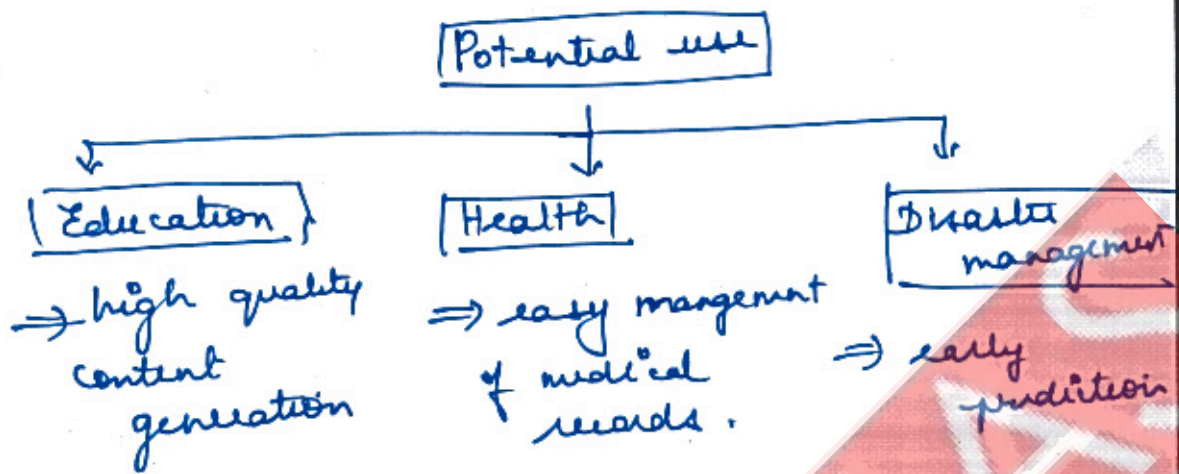 Potential use
Education
Health
Disaster
management
⇒ high quality
content
generation
⇒ easy mangement
of medical
records.
⇒ early
prediction